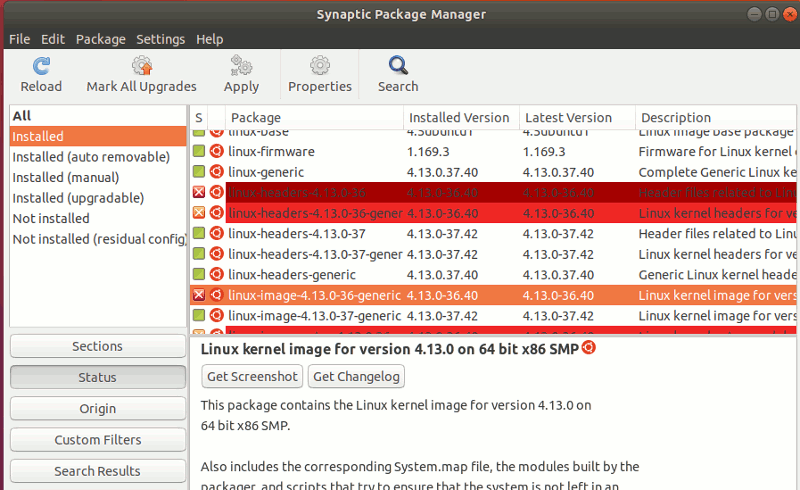 Synaptic Package Manager
File Edit Package Settings Help
Reload Mark All Upgrades Apply Properties Search
All
Installed
Installed (auto removable)
Installed (manual)
Installed (upgradable)
Not installed
Not installed (residual config)
Sections
Status
Origin
Custom Filters
Search Results
S Package Installed Version Latest Version Description
linux-base 4.5ubuntu1 4.5ubuntu1 Linux image base package
linux-firmware 1.169.3 1.169.3 Firmware for Linux kernel
linux-generic 4.13.0.37.40 4.13.0.37.40 Complete Generic Linux ke
linux-headers-4.13.0-36 4.13.0-36.40 4.13.0-36.40 Header files related to Linu
linux-headers-4.13.0-36-gener 4.13.0-36.40 4.13.0-36.40 Linux kernel headers for ve
linux-headers-4.13.0-37 4.13.0-37.42 4.13.0-37.42 Header files related to Linu
linux-headers-4.13.0-37-gener 4.13.0-37.42 4.13.0-37.42 Linux kernel headers for ve
linux-headers-generic 4.13.0.37.40 4.13.0.37.40 Generic Linux kernel heade
linux-image-4.13.0-36-generic 4.13.0-36.40 4.13.0-36.40 Linux kernel image for vers
linux-image-4.13.0-37-generic 4.13.0-37.42 4.13.0-37.42 Linux kernel image for vers
Linux kernel image for version 4.13.0 on 64 bit x86 SMP
Get Screenshot Get Changelog
This package contains the Linux kernel image for version 4.13.0 on
64 bit x86 SMP.
Also includes the corresponding System.map file, the modules built by the
packager, and scripts that try to ensure that the system is not left in an